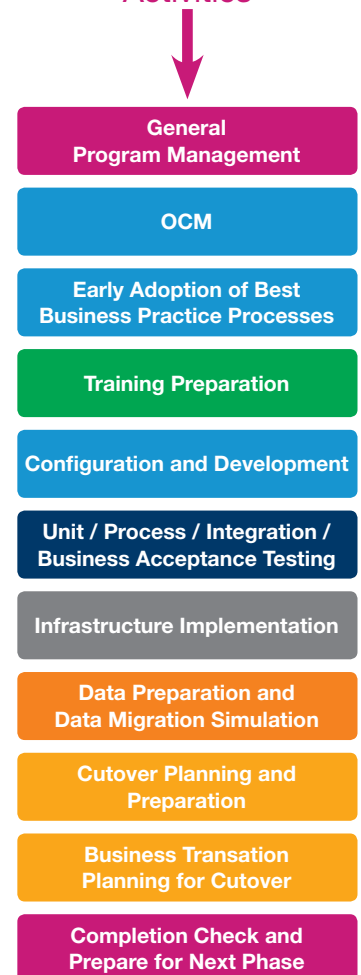 Activities
General
Program Management
OCM
Early Adoption of Best
Business Practice Processes
Training Preparation
Configuration and Development
Unit / Process / Integration /
Business Acceptance Testing
Infrastructure Implementation
Data Preparation and
Data Migration Simulation
Cutover Planning and
Preparation
Business Transation
Planning for Cutover
Completion Check and
Prepare for Next Phase